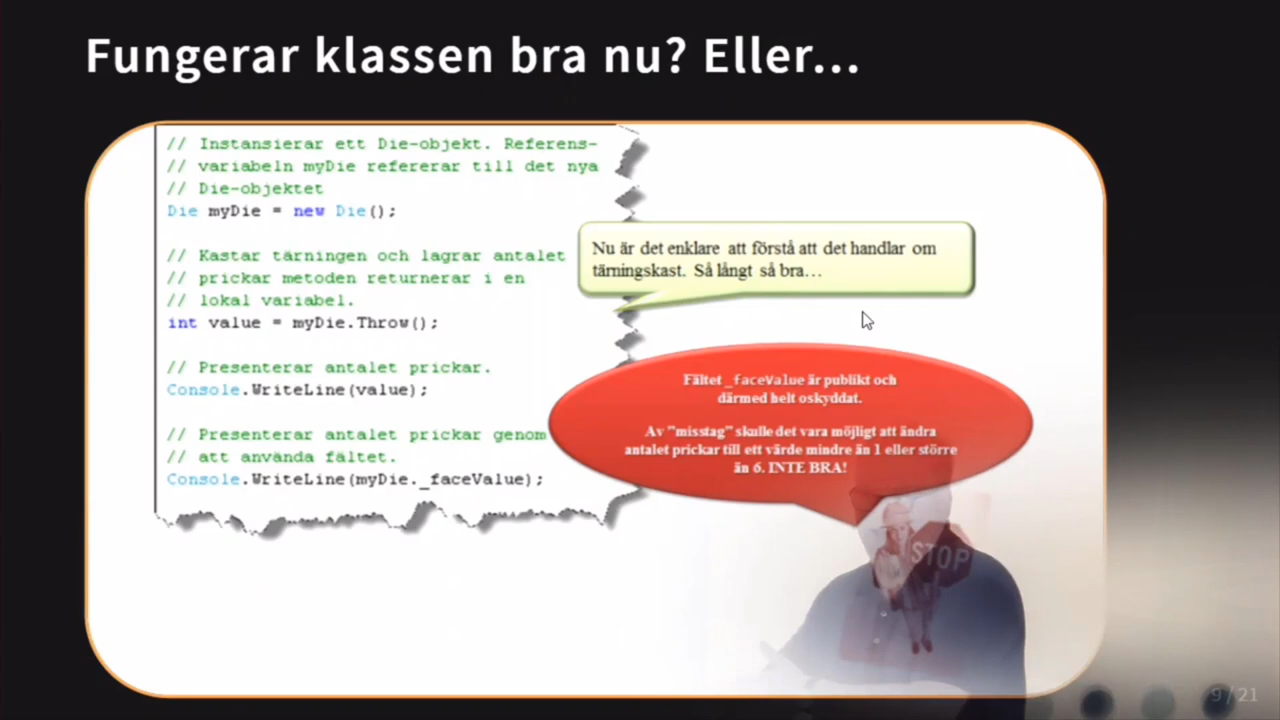 Fungerar klassen bra nu? Eller...
// Instansierar ett Die-objekt. Referens-
// variabeln myDie refererar till det nya
// Die-objektet
Die myDie = new Die();
// Kastar tärningen och lagrar antalet
// prickar metoden returnerar i en
// lokal variabel.
int value = myDie.Throw();
// Presenterar antalet prickar.
Console.WriteLine(value);
// Presenterar antalet prickar genom
// att använda fältet.
Console.WriteLine(myDie._faceValue);
Nu är det enklare att förstå att det handlar om
tärningskast. Så långt så bra...
Fältet _faceValue är publikt och
därmed helt oskyddat.
Av "misstag" skulle det vara möjligt att ändra
antalet prickar till ett värde mindre än 1 eller större
än 6. INTE BRA!
STOP
9/21